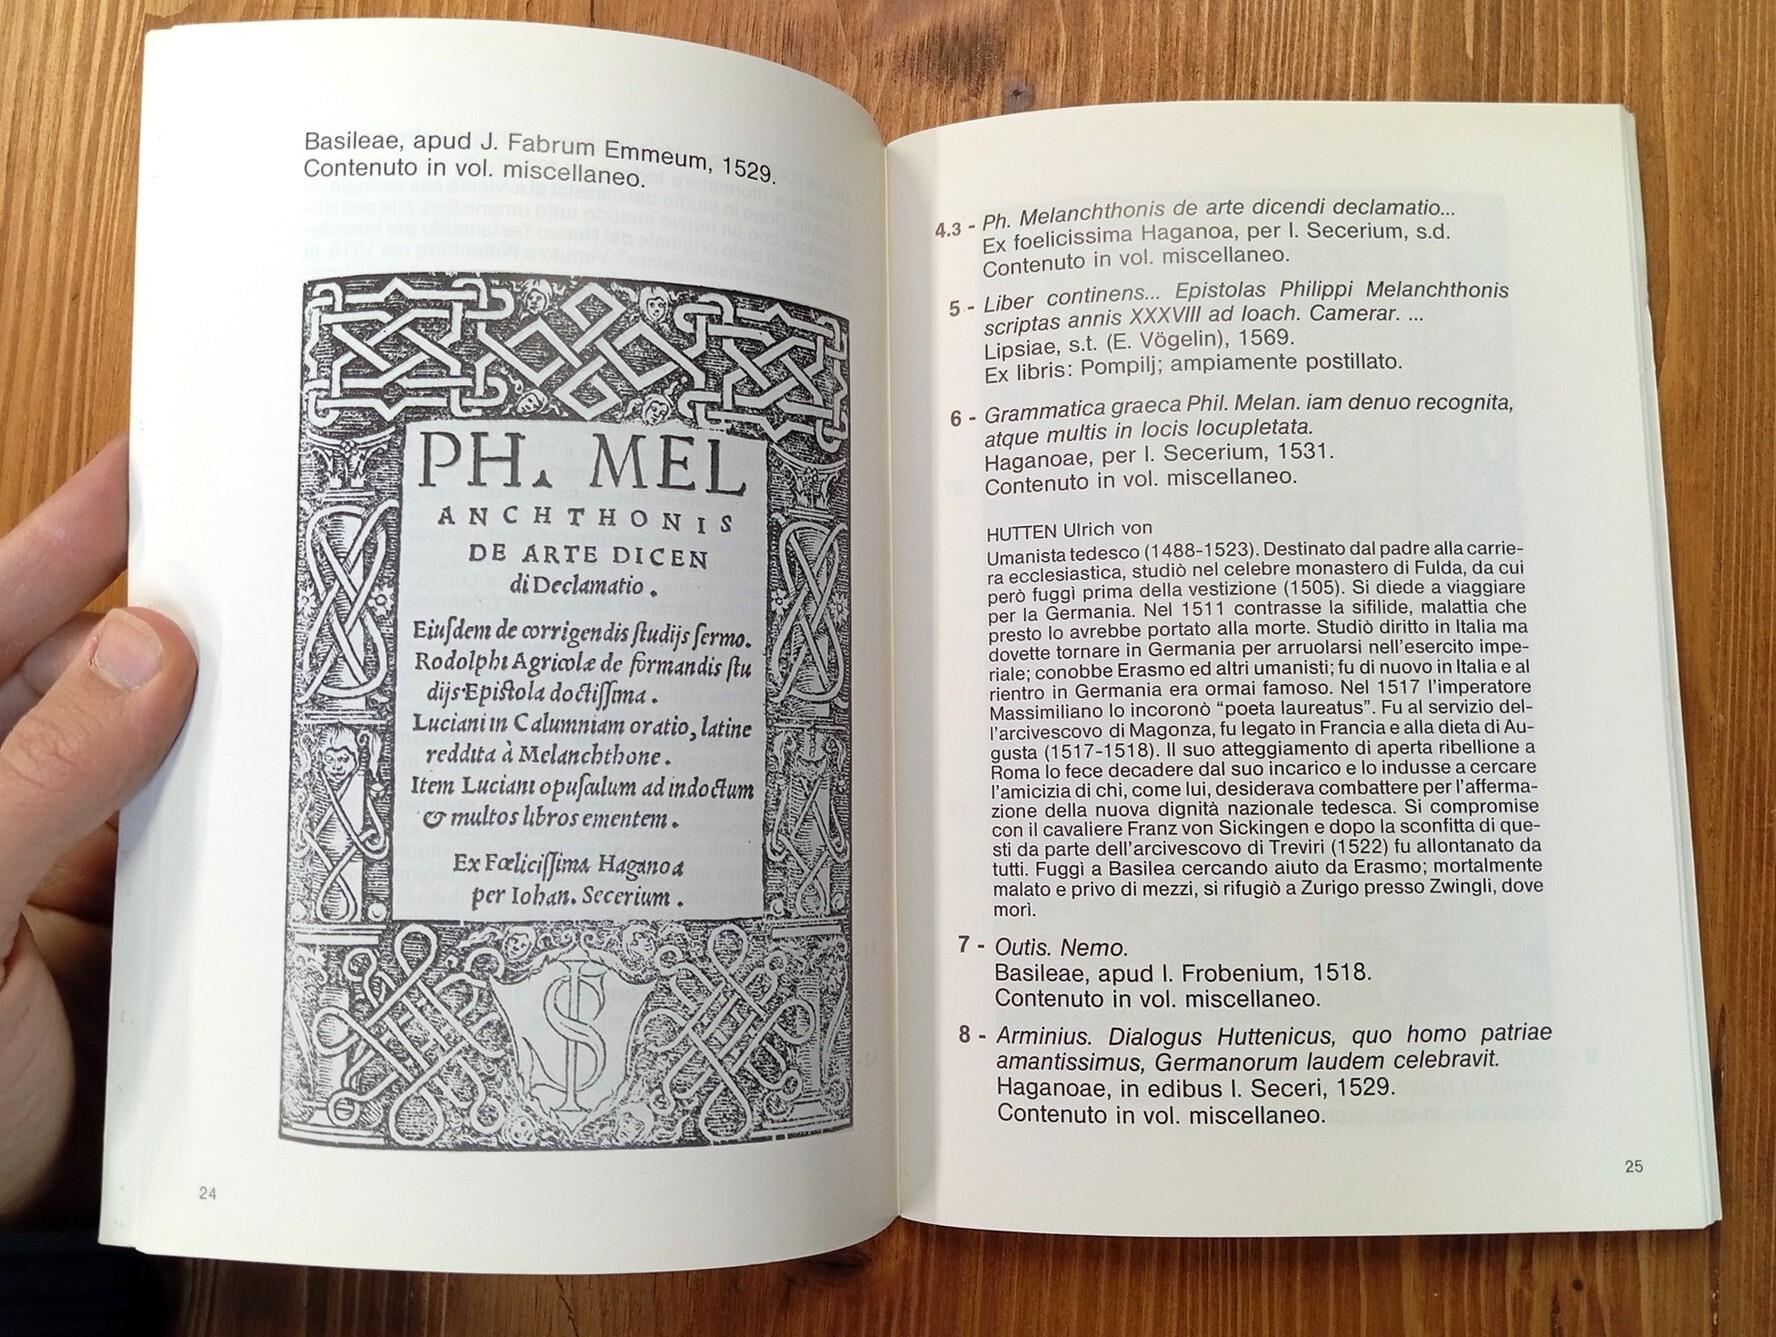 Basileae, apud J. Fabrum Emmeum, 1529.
Contenuto in vol. miscellaneo.
PH. MEL
ANCHTHONIS
DE ARTE DICEN
di Declamatio.
Eiuſdem de corrigendis ſtudijs ſermo.
Rodolphi Agricolæ de formandis ſtu
dijs Epiſtola doctiſſima.
Luciani in Calumniam oratio, latine
reddita à Melanchthone.
Item Luciani opuſculum ad indoctum
& multos libros ementem.
Ex Fœliciſſima Haganoa
per Iohan. Secerium.
IS
24
4.3 - Ph. Melanchthonis de arte dicendi declamatio...
Ex foelicissima Haganoa, per I. Secerium, s.d.
Contenuto in vol. miscellaneo.
5 - Liber continens... Epistolas Philippi Melanchthonis
scriptas annis XXXVIII ad Ioach. Camerar. ...
Lipsiae, s.t. (E. Vögelin), 1569.
Ex libris: Pompilj; ampiamente postillato.
6 - Grammatica graeca Phil. Melan. iam denuo recognita,
atque multis in locis locupletata.
Haganoae, per I. Secerium, 1531.
Contenuto in vol. miscellaneo.
HUTTEN Ulrich von
Umanista tedesco (1488-1523). Destinato dal padre alla carrie-
ra ecclesiastica, studiò nel celebre monastero di Fulda, da cui
però fuggì prima della vestizione (1505). Si diede a viaggiare
per la Germania. Nel 1511 contrasse la sifilide, malattia che
presto lo avrebbe portato alla morte. Studiò diritto in Italia ma
dovette tornare in Germania per arruolarsi nell'esercito impe-
riale; conobbe Erasmo ed altri umanisti; fu di nuovo in Italia e al
rientro in Germania era ormai famoso. Nel 1517 l'imperatore
Massimiliano lo incoronò “poeta laureatus”. Fu al servizio del-
l'arcivescovo di Magonza, fu legato in Francia e alla dieta di Au-
gusta (1517-1518). Il suo atteggiamento di aperta ribellione a
Roma lo fece decadere dal suo incarico e lo indusse a cercare
l'amicizia di chi, come lui, desiderava combattere per l'afferma-
zione della nuova dignità nazionale tedesca. Si compromise
con il cavaliere Franz von Sickingen e dopo la sconfitta di que-
sti da parte dell'arcivescovo di Treviri (1522) fu allontanato da
tutti. Fuggì a Basilea cercando aiuto da Erasmo; mortalmente
malato e privo di mezzi, si rifugiò a Zurigo presso Zwingli, dove
morì.
7 - Outis. Nemo.
Basileae, apud I. Frobenium, 1518.
Contenuto in vol. miscellaneo.
8 - Arminius. Dialogus Huttenicus, quo homo patriae
amantissimus, Germanorum laudem celebravit.
Haganoae, in edibus I. Seceri, 1529.
Contenuto in vol. miscellaneo.
25